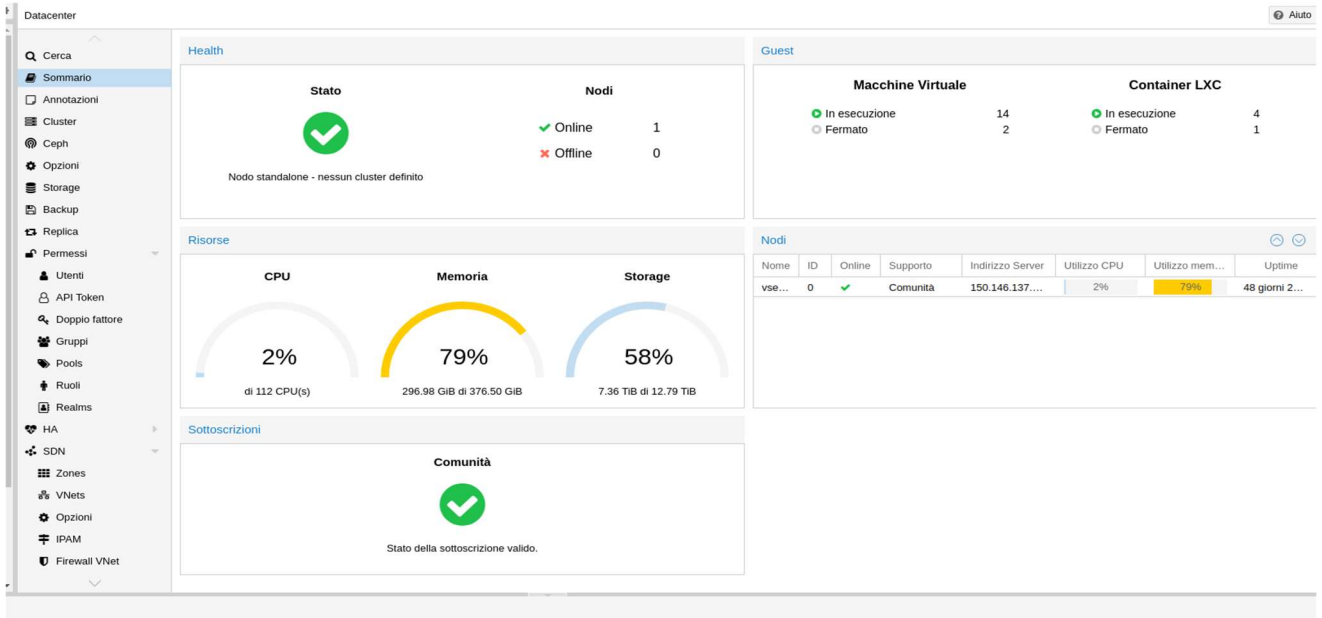 Datacenter
Aiuto
Cerca
Sommario
Annotazioni
Cluster
Ceph
Opzioni
Storage
Backup
Replica
Permessi
Utenti
API Token
Doppio fattore
Gruppi
Pools
Ruoli
Realms
HA
SDN
Zones
VNets
Opzioni
IPAM
Firewall VNet
Health
Stato
Nodo standalone - nessun cluster definito
Nodi
Online 1
Offline 0
Guest
Macchine Virtuale
In esecuzione 14
Fermato 2
Container LXC
In esecuzione 4
Fermato 1
Risorse
CPU
2%
di 112 CPU(s)
Memoria
79%
296.98 GiB di 376.50 GiB
Storage
58%
7.36 TiB di 12.79 TiB
Nodi
Nome ID Online Supporto Indirizzo Server Utilizzo CPU Utilizzo mem... Uptime
vse... 0 Comunità 150.146.137.... 2% 79% 48 giorni 2...
Sottoscrizioni
Comunità
Stato della sottoscrizione valido.